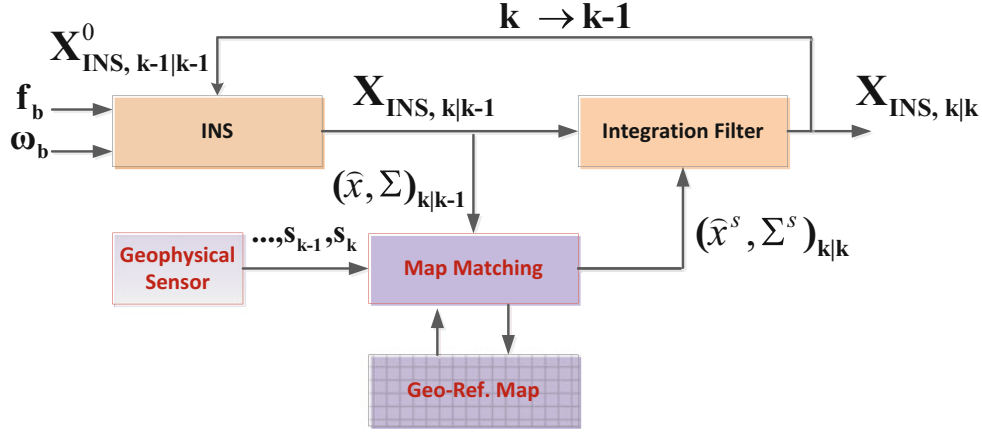 k → k-1
X⁰INS, k-1|k-1
fb
ωb
INS
XINS, k|k-1
Integration Filter
XINS, k|k
(x̂, Σ)k|k-1
(x̂ˢ, Σˢ)k|k
...,sk-1,sk
Geophysical
Sensor
Map Matching
Geo-Ref. Map